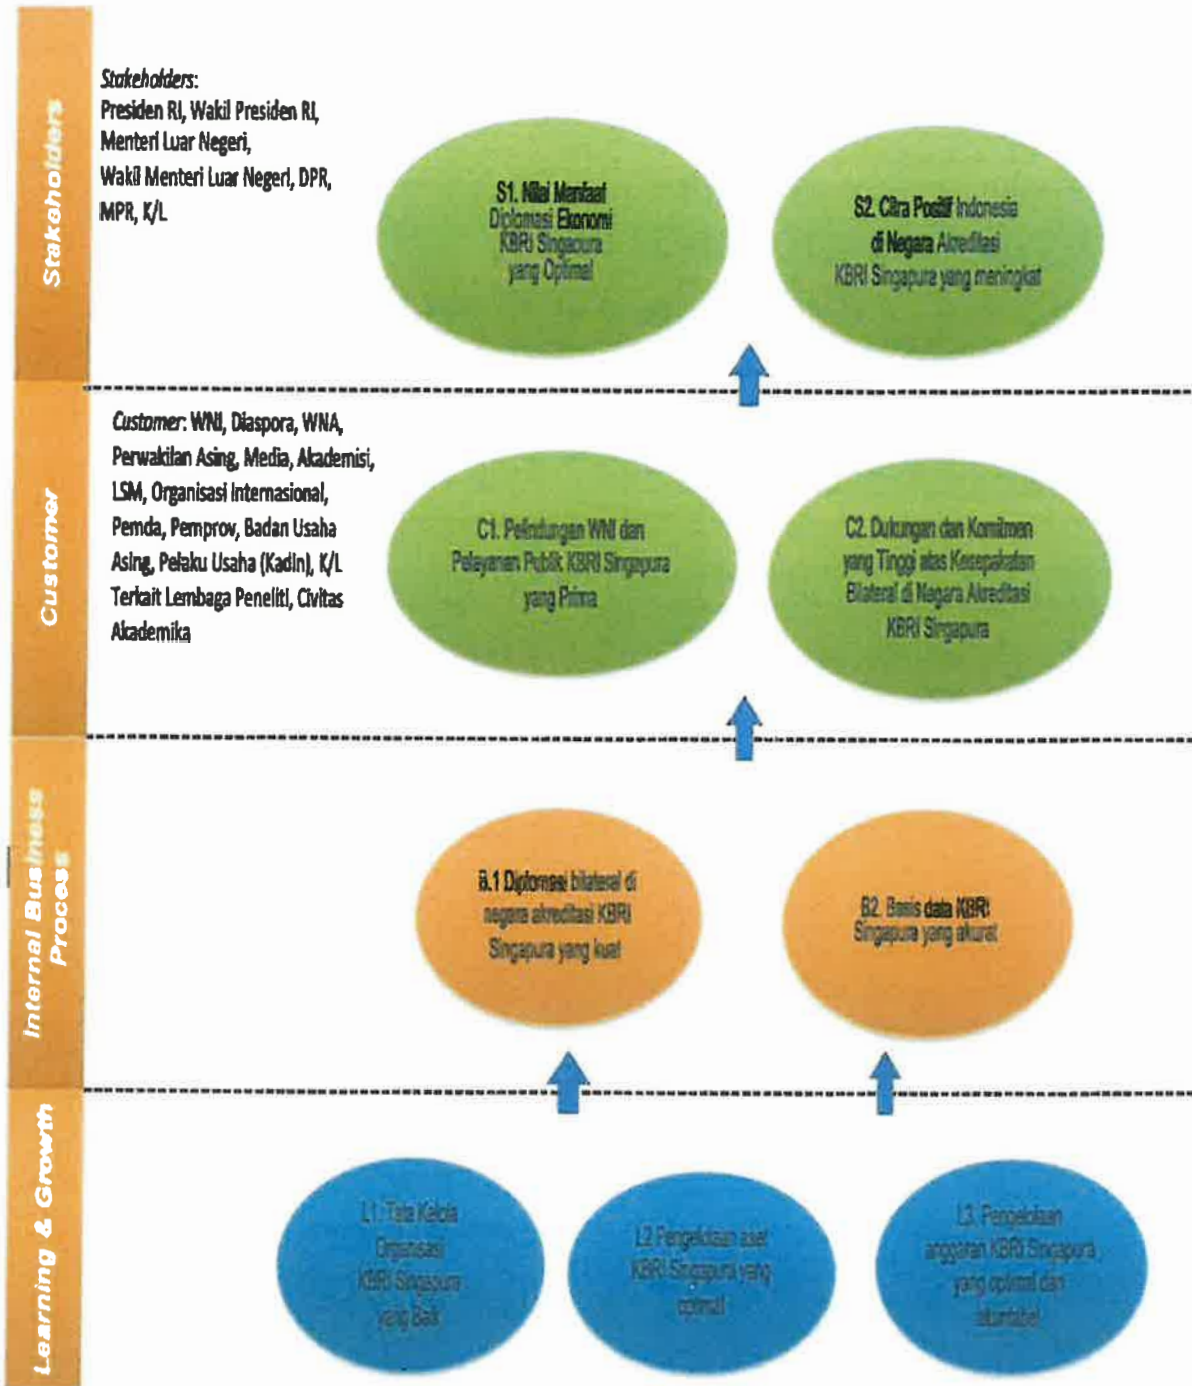 Stakeholders
Stakeholders:
Presiden RI, Wakil Presiden RI,
Menteri Luar Negeri,
Wakil Menteri Luar Negeri, DPR,
MPR, K/L
S1. Nilai Manfaat
Diplomasi Ekonomi
KBRI Singapura
yang Optimal
S2. Citra Positif Indonesia
di Negara Akreditasi
KBRI Singapura yang meningkat
Customer
Customer: WNI, Diaspora, WNA,
Perwakilan Asing, Media, Akademisi,
LSM, Organisasi Internasional,
Pemda, Pemprov, Badan Usaha
Asing, Pelaku Usaha (Kadin), K/L
Terkait Lembaga Peneliti, Civitas
Akademika
C1. Pelindungan WNI dan
Pelayanan Publik KBRI Singapura
yang Prima
C2. Dukungan dan Komitmen
yang Tinggi atas Kesepakatan
Bilateral di Negara Akreditasi
KBRI Singapura
Internal Business
Process
B.1 Diplomasi bilateral di
negara akreditasi KBRI
Singapura yang kuat
B2. Basis data KBRI
Singapura yang akurat
Learning & Growth
L1. Tata Kelola
Organisasi
KBRI Singapura
yang Baik
L2 Pengelolaan aset
KBRI Singapura yang
optimal
L3. Pengelolaan
anggaran KBRI Singapura
yang optimal dan
akuntabel